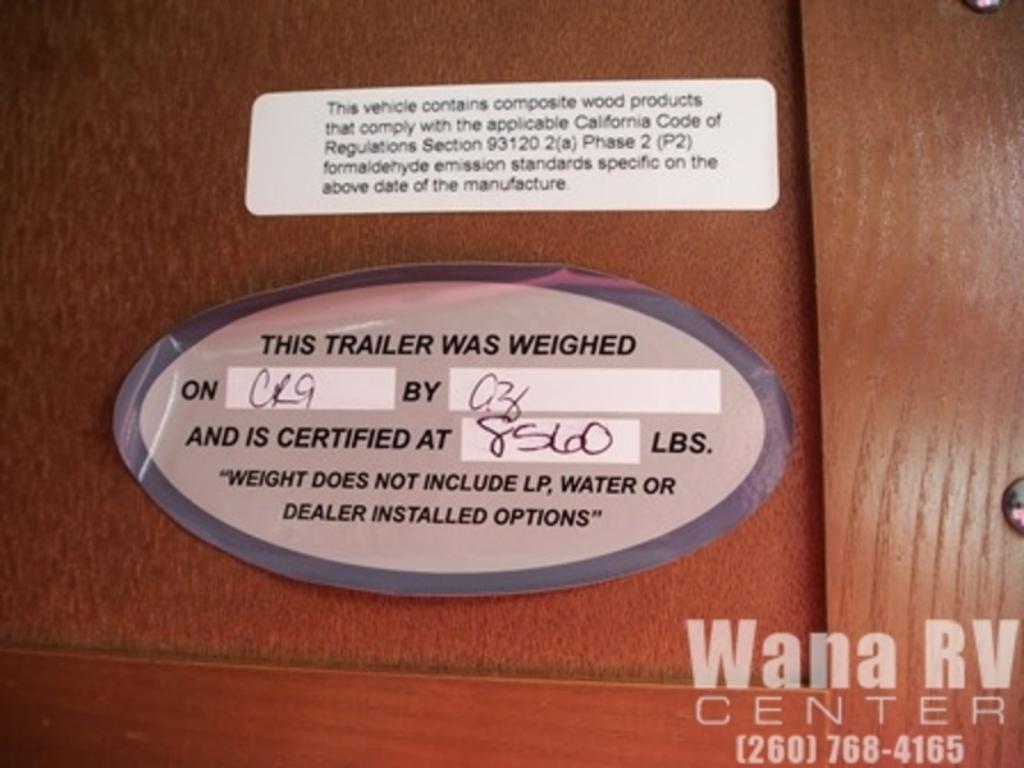 This vehicle contains composite wood products
that comply with the applicable California Code of
Regulations Section 93120.2(a) Phase 2 (P2)
formaldehyde emission standards specific on the
above date of the manufacture.
THIS TRAILER WAS WEIGHED
ON BY
AND IS CERTIFIED AT 8560 LBS.
"WEIGHT DOES NOT INCLUDE LP, WATER OR
DEALER INSTALLED OPTIONS"
Wana RV
CENTER
(260) 768-4165